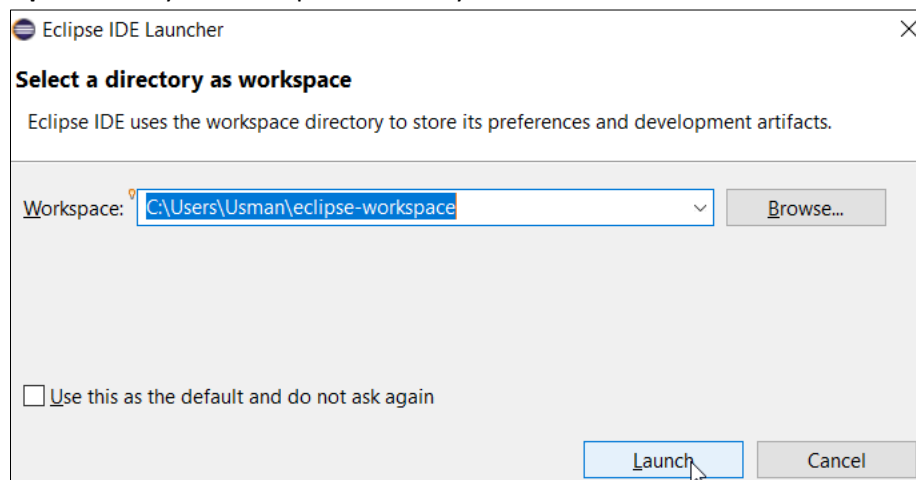 Eclipse IDE Launcher
Select a directory as workspace
Eclipse IDE uses the workspace directory to store its preferences and development artifacts.
Workspace: C:\Users\Usman\eclipse-workspace Browse...
Use this as the default and do not ask again
Launch Cancel